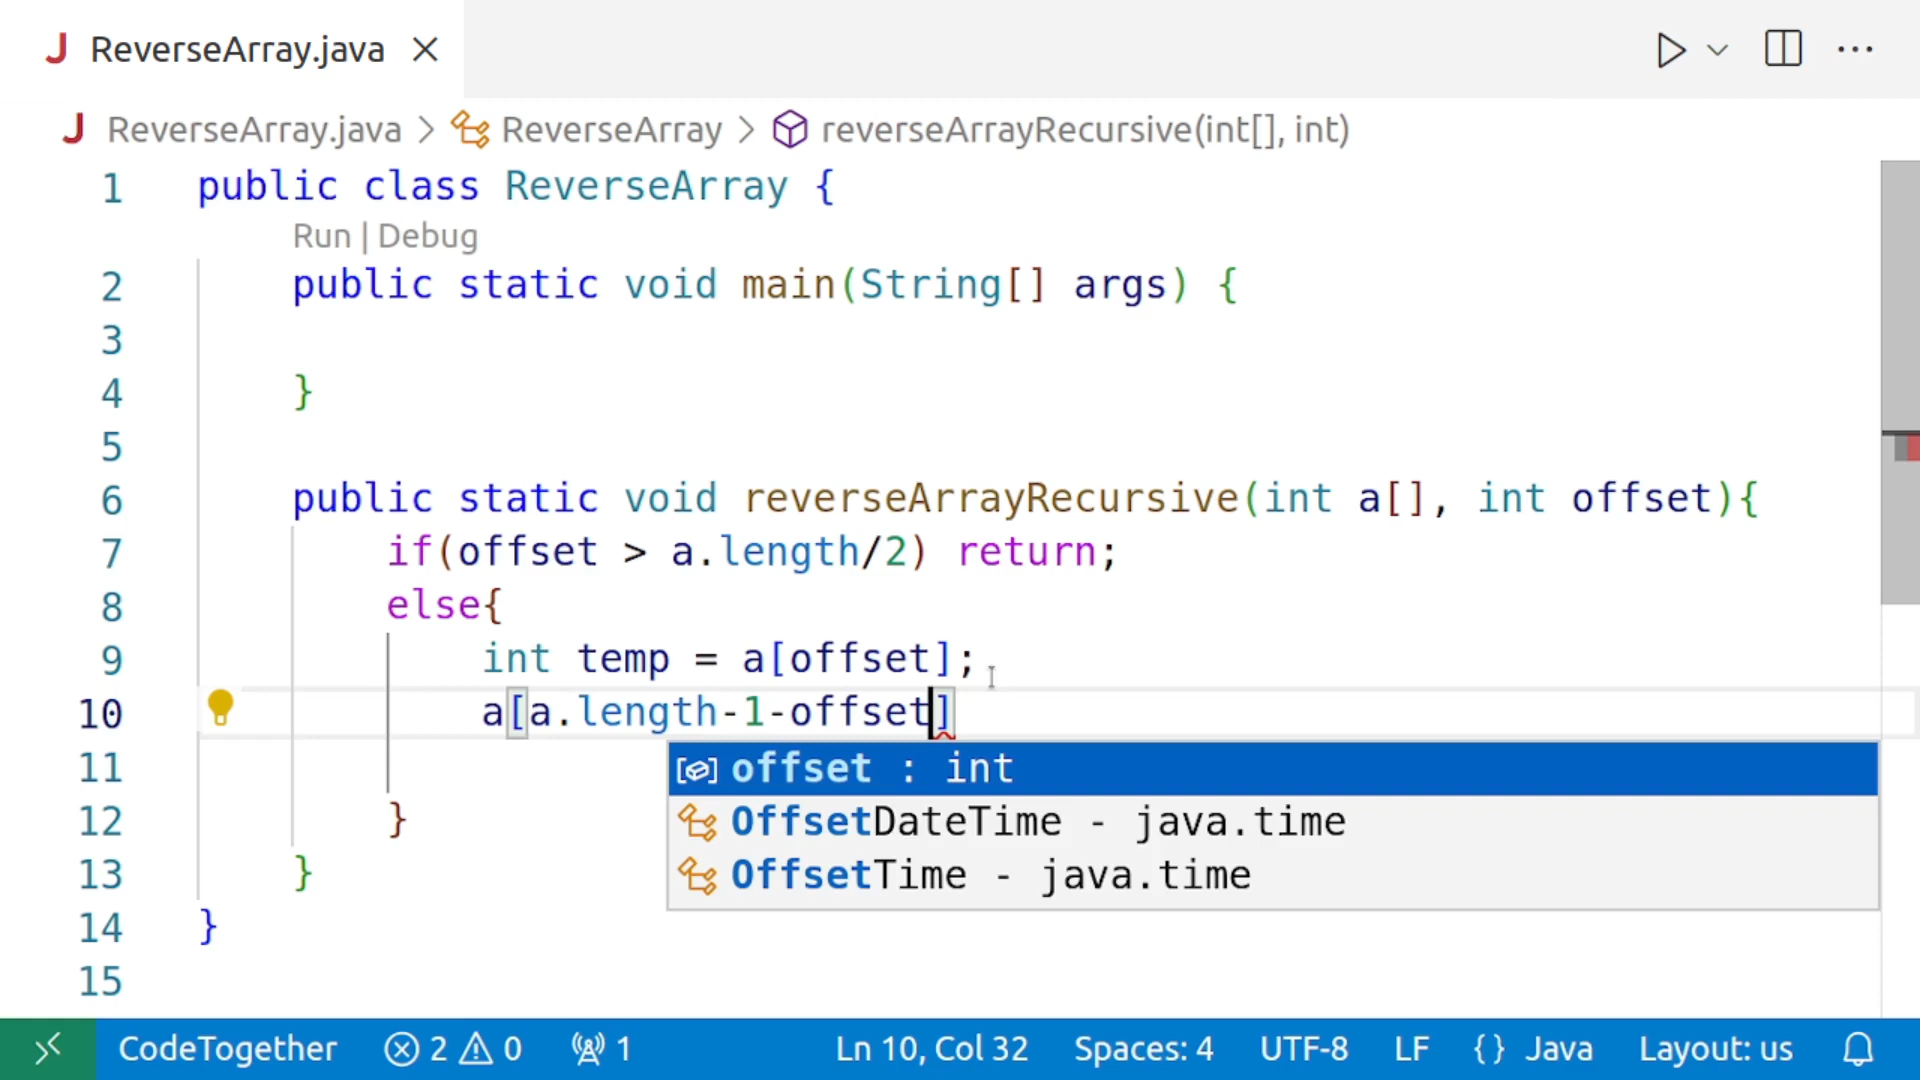 J ReverseArray.java
J ReverseArray.java > ReverseArray > reverseArrayRecursive(int[], int)
1 public class ReverseArray {
Run | Debug
2 public static void main(String[] args) {
3
4 }
5
6 public static void reverseArrayRecursive(int a[], int offset){
7 if(offset > a.length/2) return;
8 else{
9 int temp = a[offset];
10 a[a.length-1-offset]
11 offset : int
12 } OffsetDateTime - java.time
13 } OffsetTime - java.time
14 }
15
CodeTogether 2 0 1 Ln 10, Col 32 Spaces: 4 UTF-8 LF {} Java Layout: us